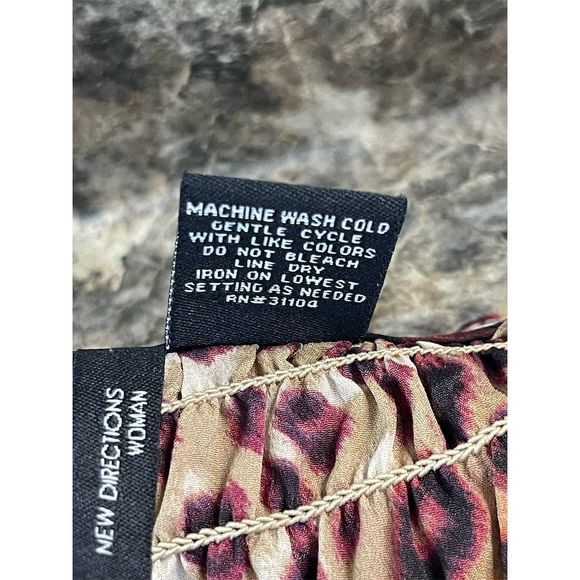 MACHINE WASH COLD
GENTLE CYCLE
WITH LIKE COLORS
DO NOT BLEACH
LINE DRY
IRON ON LOWEST
SETTING AS NEEDED
RN#31104
NEW DIRECTIONS
WOMAN